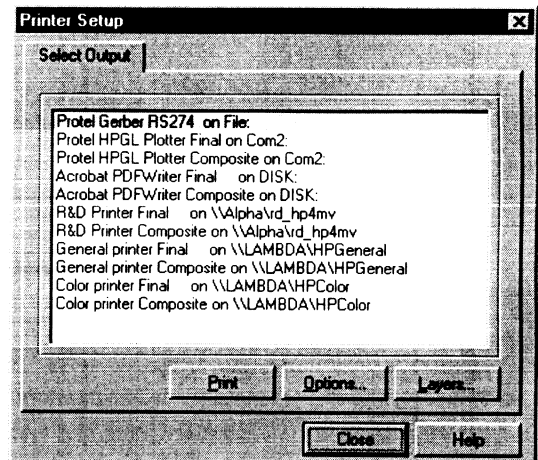 Printer Setup
Select Output
Protel Gerber RS274 on File:
Protel HPGL Plotter Final on Com2:
Protel HPGL Plotter Composite on Com2:
Acrobat PDFWriter Final on DISK:
Acrobat PDFWriter Composite on DISK:
R&D Printer Final on \\Alpha\rd_hp4mv
R&D Printer Composite on \\Alpha\rd_hp4mv
General printer Final on \\LAMBDA\HPGeneral
General printer Composite on \\LAMBDA\HPGeneral
Color printer Final on \\LAMBDA\HPColor
Color printer Composite on \\LAMBDA\HPColor
Print Options... Layers...
Close Help